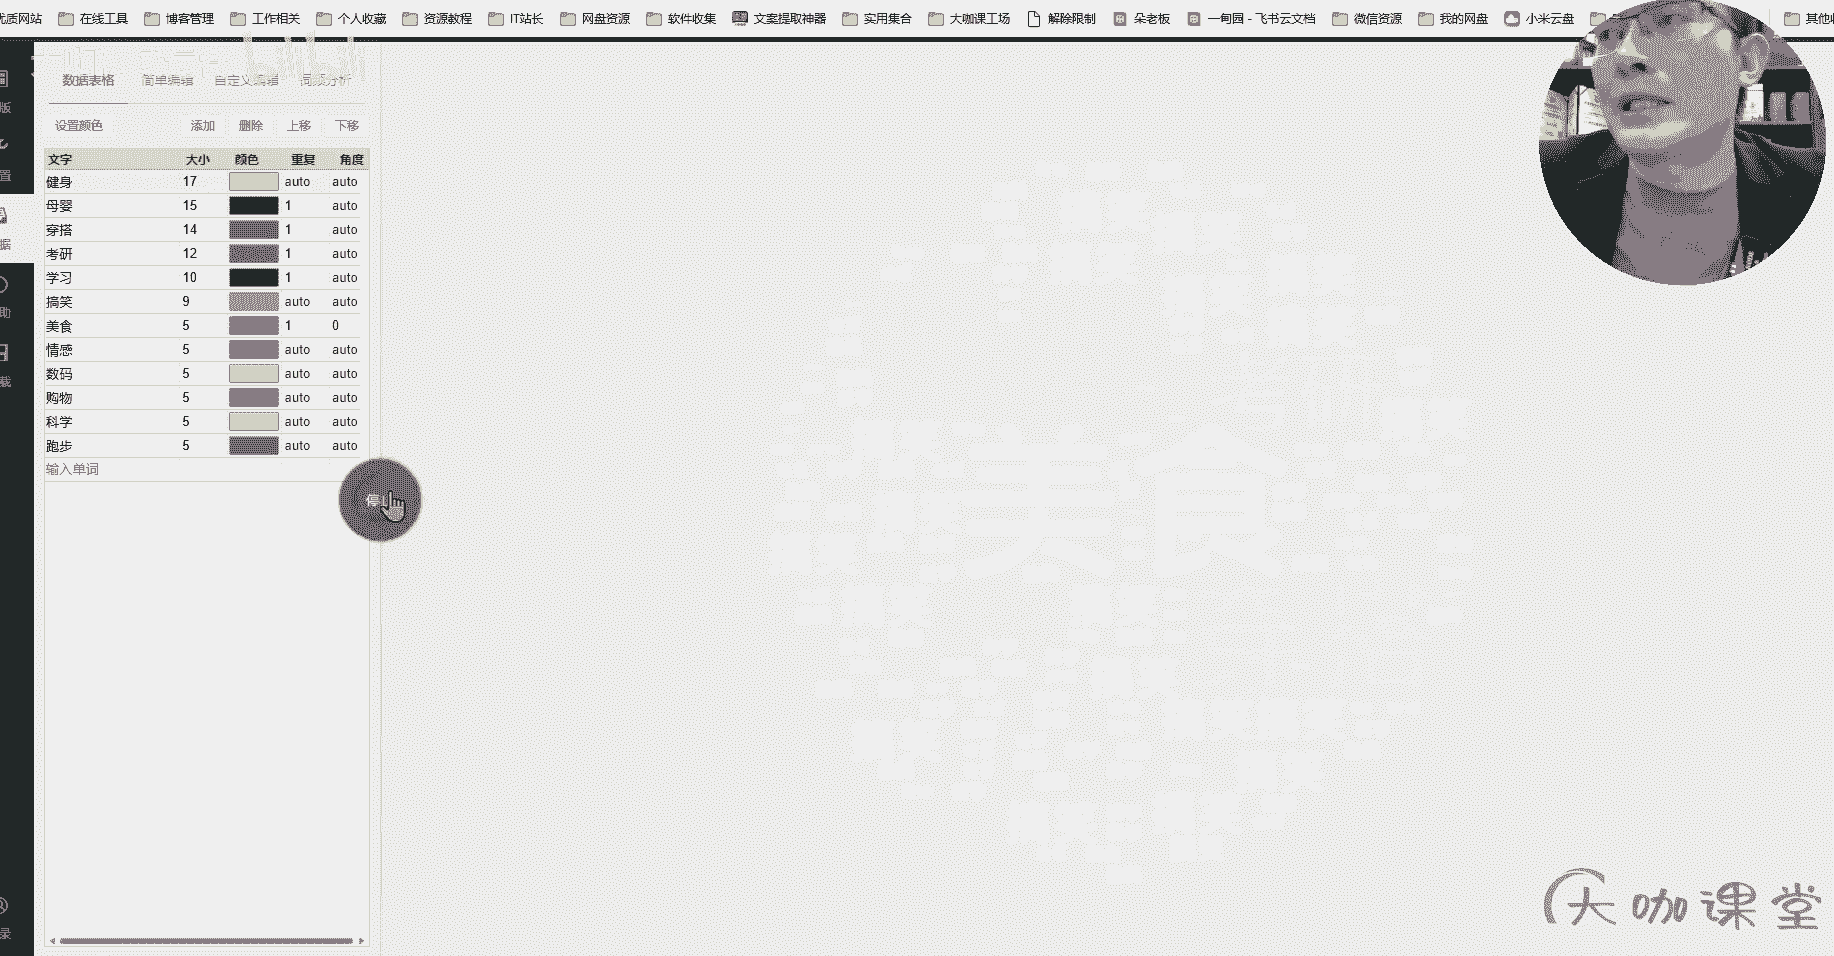 优质网站 在线工具 博客管理 工作相关 个人收藏 资源教程 IT站长 网盘资源 软件收集 文案提取神器 实用集合 大咖课工场 解除限制 朵老板 一甸园 - 飞书云文档 微信资源 我的网盘 小米云盘
bilibili
数据表格 简单编辑 自定义编辑 词频分析
设置颜色 添加 删除 上移 下移
文字 大小 颜色 重复 角度
健身 17 auto auto
母婴 15 1 auto
穿搭 14 1 auto
考研 12 1 auto
学习 10 1 auto
搞笑 9 auto auto
美食 5 1 0
情感 5 auto auto
数码 5 auto auto
购物 5 auto auto
科学 5 auto auto
跑步 5 auto auto
输入单词
版
置
据
助
载
录
美食
大咖课堂